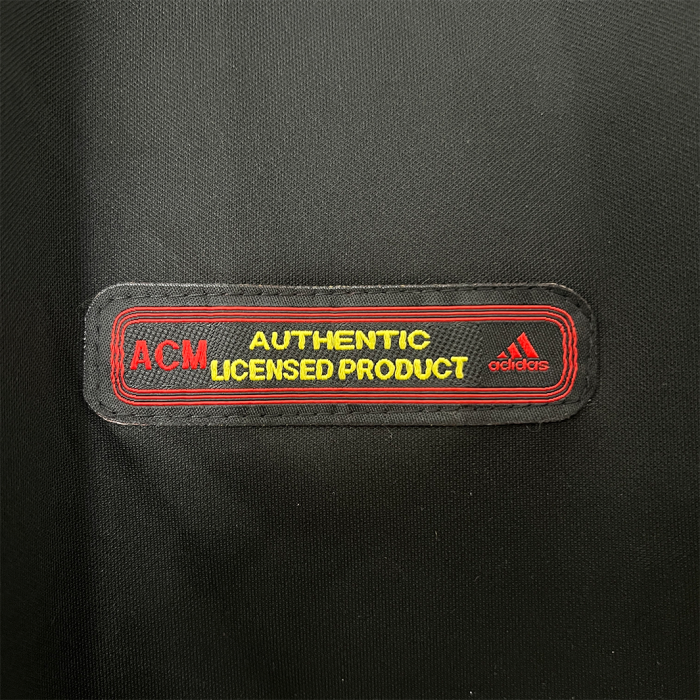 ACM
AUTHENTIC
LICENSED PRODUCT
adidas